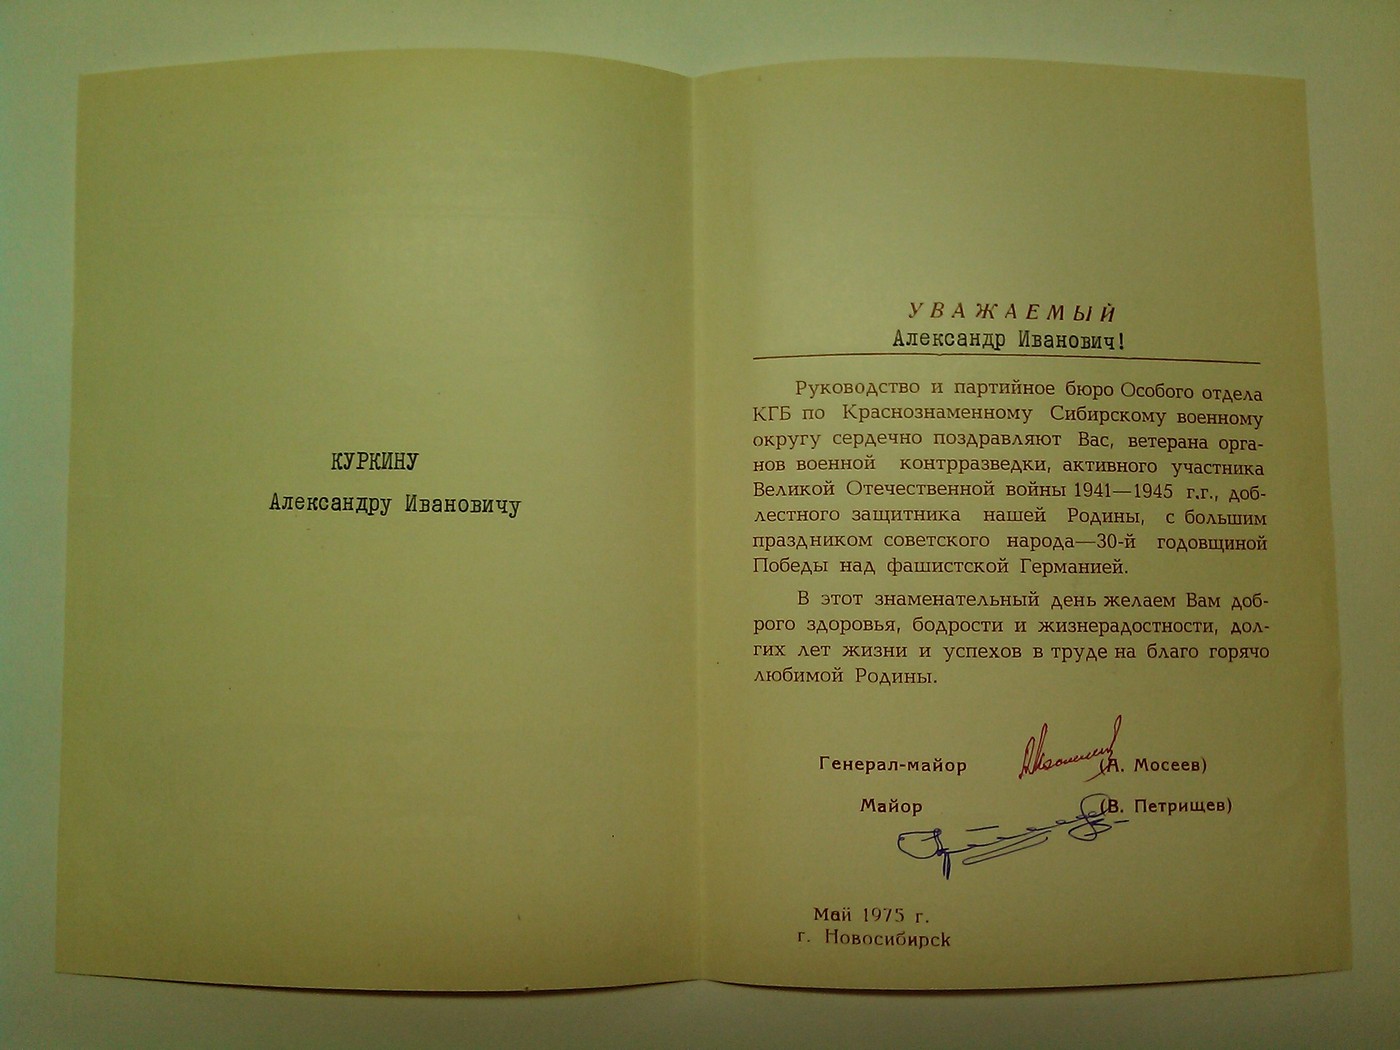 КУРКИНУ
Александру Ивановичу
УВАЖАЕМЫЙ
Александр Иванович!
Руководство и партийное бюро Особого отдела
КГБ по Краснознаменному Сибирскому военному
округу сердечно поздравляют Вас, ветерана орга-
нов военной контрразведки, активного участника
Великой Отечественной войны 1941—1945 г.г., доб-
лестного защитника нашей Родины, с большим
праздником советского народа—30-й годовщиной
Победы над фашистской Германией.
В этот знаменательный день желаем Вам доб-
рого здоровья, бодрости и жизнерадостности, дол-
гих лет жизни и успехов в труде на благо горячо
любимой Родины.
Генерал-майор (А. Мосеев)
Майор (В. Петрищев)
Май 1975 г.
г. Новосибирск